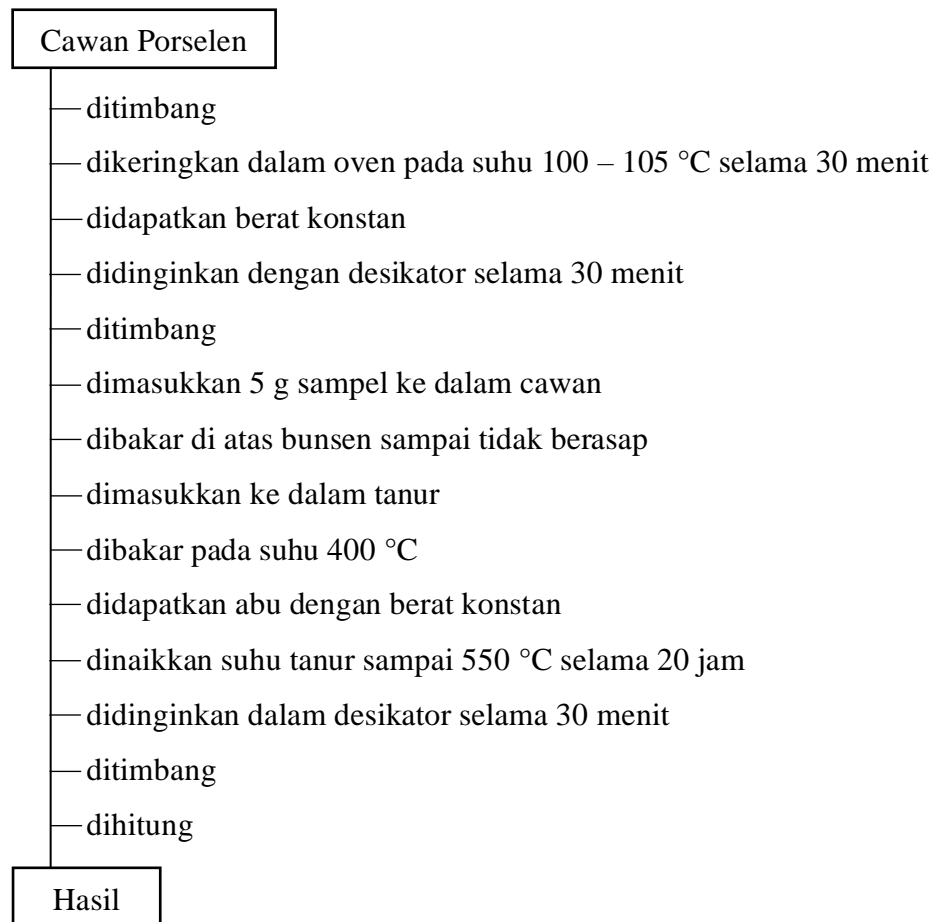 Cawan Porselen
ditimbang
dikeringkan dalam oven pada suhu 100 – 105 °C selama 30 menit
didapatkan berat konstan
didinginkan dengan desikator selama 30 menit
ditimbang
dimasukkan 5 g sampel ke dalam cawan
dibakar di atas bunsen sampai tidak berasap
dimasukkan ke dalam tanur
dibakar pada suhu 400 °C
didapatkan abu dengan berat konstan
dinaikkan suhu tanur sampai 550 °C selama 20 jam
didinginkan dalam desikator selama 30 menit
ditimbang
dihitung
Hasil